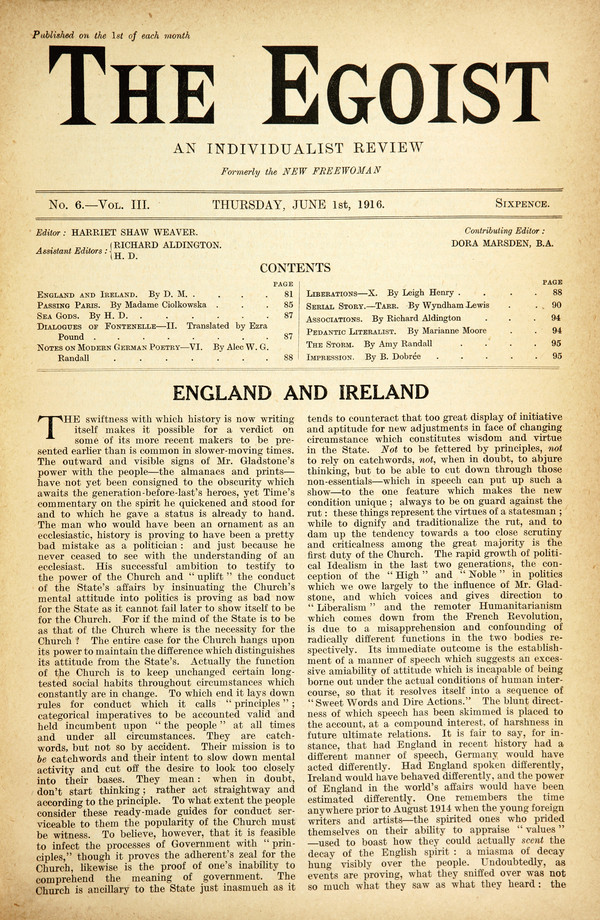 Published on the 1st of each month
THE EGOIST
AN INDIVIDUALIST REVIEW
Formerly the NEW FREEWOMAN
No. 6.—Vol. III.
THURSDAY, JUNE 1st, 1916.
Sixpence.
Editor: HARRIET SHAW WEAVER.
Assistant Editors: { RICHARD ALDINGTON.
H. D.
Contributing Editor:
DORA MARSDEN, B.A.
CONTENTS
PAGE
England and Ireland. By D. M. . . . . 81
Passing Paris. By Madame Ciolkowska . . . . 85
Sea Gods. By H. D. . . . . . 87
Dialogues of Fontenelle—II. Translated by Ezra
Pound . . . . . . . 87
Notes on Modern German Poetry—VI. By Alec W. G.
Randall . . . . . . 88
PAGE
Liberations—X. By Leigh Henry . . . . 88
Serial Story.—Tarr. By Wyndham Lewis . . 90
Associations. By Richard Aldington . . . 94
Pedantic Literalist. By Marianne Moore . . 94
The Storm. By Amy Randall . . . . 95
Impression. By B. Dobrée . . . . . 95
ENGLAND AND IRELAND
THE swiftness with which history is now writing
itself makes it possible for a verdict on
some of its more recent makers to be pre-
sented earlier than is common in slower-moving times.
The outward and visible signs of Mr. Gladstone's
power with the people—the almanacs and prints—
have not yet been consigned to the obscurity which
awaits the generation-before-last's heroes, yet Time's
commentary on the spirit he quickened and stood for
and to which he gave a status is already to hand.
The man who would have been an ornament as an
ecclesiastic, history is proving to have been a pretty
bad mistake as a politician: and just because he
never ceased to see with the understanding of an
ecclesiast. His successful ambition to testify to
the power of the Church and "uplift" the conduct
of the State's affairs by insinuating the Church's
mental attitude into politics is proving as bad now
for the State as it cannot fail later to show itself to be
for the Church. For if the mind of the State is to be
as that of the Church where is the necessity for the
Church? The entire case for the Church hangs upon
its power to maintain the difference which distinguishes
its attitude from the State's. Actually the function
of the Church is to keep unchanged certain long-
tested social habits throughout circumstances which
constantly are in change. To which end it lays down
rules for conduct which it calls "principles":
categorical imperatives to be accounted valid and
held incumbent upon "the people" at all times
and under all circumstances. They are catch-
words, but not so by accident. Their mission is to
be catchwords and their intent to slow down mental
activity and cut off the desire to look too closely
into their bases. They mean: when in doubt,
don't start thinking; rather act straightway and
according to the principle. To what extent the people
consider these ready-made guides for conduct ser-
viceable to them the popularity of the Church must
be witness. To believe, however, that it is feasible
to infect the processes of Government with "prin-
ciples," though it proves the adherent's zeal for the
Church, likewise is the proof of one's inability to
comprehend the meaning of government. The
Church is ancillary to the State just inasmuch as it
tends to counteract that too great display of initiative
and aptitude for new adjustments in face of changing
circumstance which constitutes wisdom and virtue
in the State. Not to be fettered by principles, not
to rely on catchwords, not, when in doubt, to abjure
thinking, but to be able to cut down through those
non-essentials—which in speech can put up such a
show—to the one feature which makes the new
condition unique; always to be on guard against the
rut: these things represent the virtues of a statesman;
while to dignify and traditionalize the rut, and to
dam up the tendency towards a too close scrutiny
and criticalness among the great majority is the
first duty of the Church. The rapid growth of politi-
cal Idealism in the last two generations, the con-
ception of the "High" and "Noble" in politics
which we owe largely to the influence of Mr. Glad-
stone, and which voices and gives direction to
"Liberalism" and the remoter Humanitarianism
which comes down from the French Revolution,
is due to a misapprehension and confounding of
radically different functions in the two bodies re-
spectively. Its immediate outcome is the establish-
ment of a manner of speech which suggests an exces-
sive amiability of attitude which is incapable of being
borne out under the actual conditions of human inter-
course, so that it resolves itself into a sequence of
"Sweet Words and Dire Actions." The blunt direct-
ness of which speech has been skimmed is placed to
the account, at a compound interest, of harshness in
future ultimate relations. It is fair to say, for in-
stance, that had England in recent history had a
different manner of speech, Germany would have
acted differently. Had England spoken differently,
Ireland would have behaved differently, and the power
of England in the world's affairs would have been
estimated differently. One remembers the time
anywhere prior to August 1914 when the young foreign
writers and artists—the spirited ones who prided
themselves on their ability to appraise "values"
—used to boast how they could actually scent the
decay of the English spirit: a miasma of decay
hung visibly over the people. Undoubtedly, as
events are proving, what they sniffed over was not
so much what they saw as what they heard: the